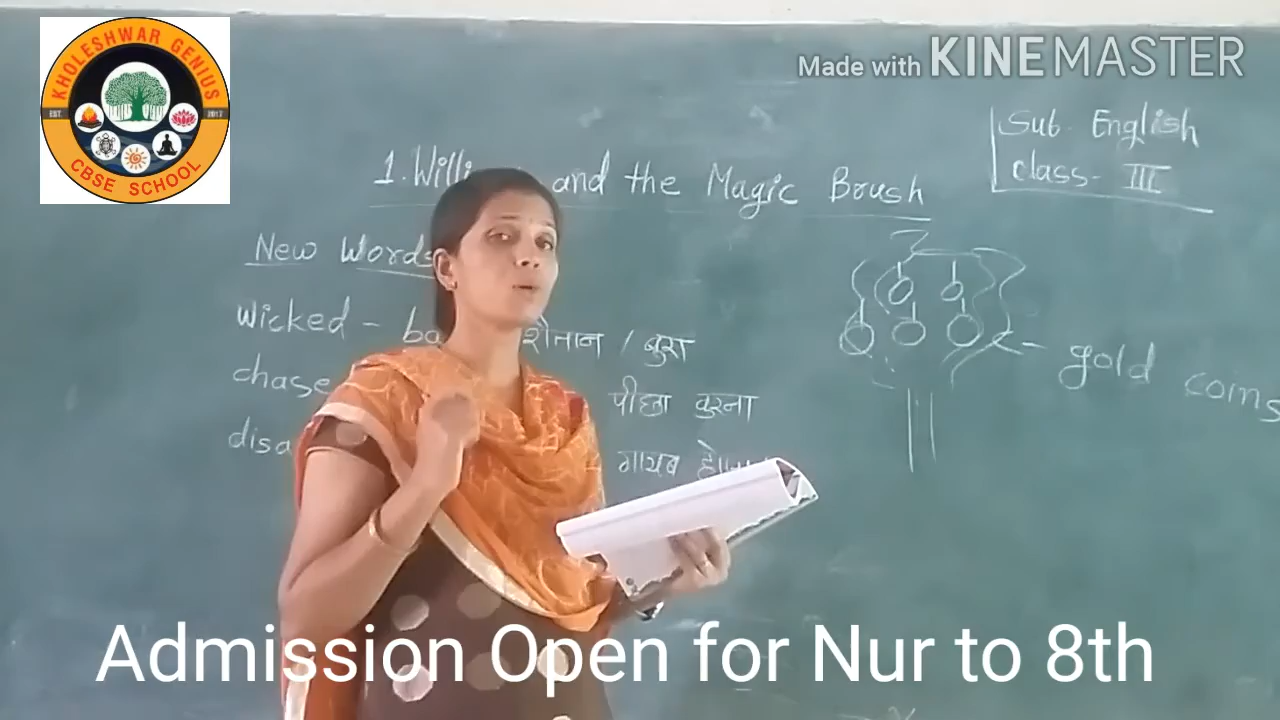 KHOLESHWAR GENIUS
EST. 2017
CBSE SCHOOL
Made with KINEMASTER
Sub- English
Class- III
1. Willi and the Magic Brush
New Words
wicked - ba शैतान / बुरा
chase पीछा करना
disa गायब
gold coins
Admission Open for Nur to 8th